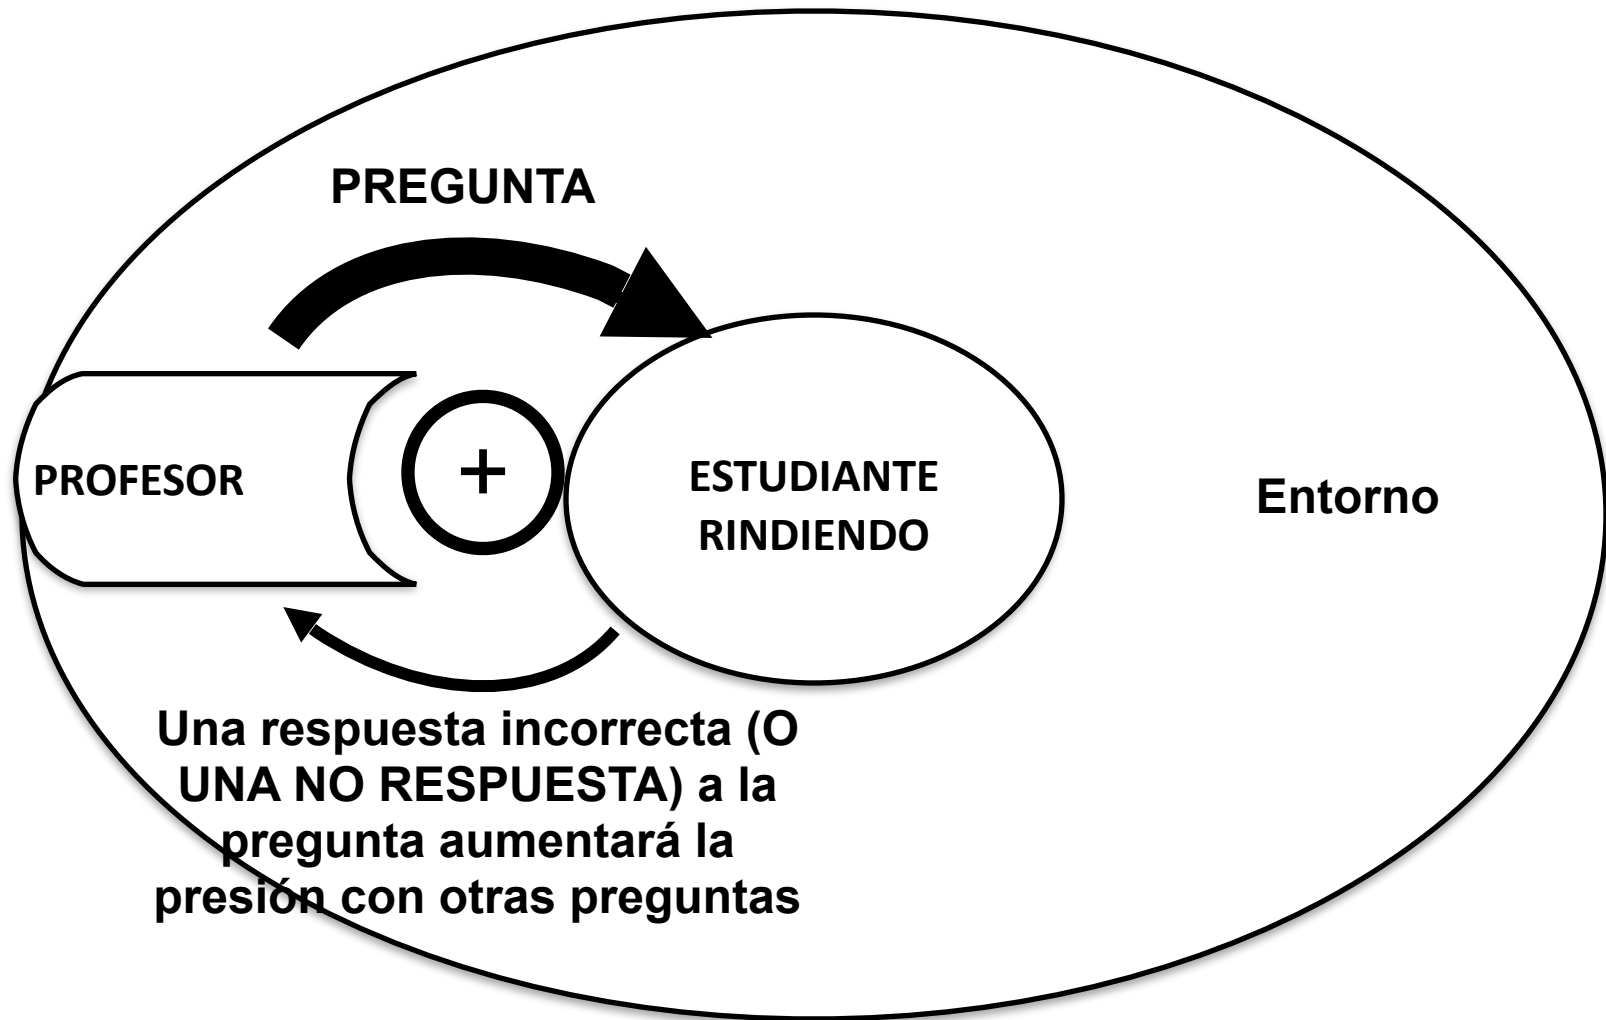 PREGUNTA
PROFESOR
+
ESTUDIANTE
RINDIENDO
Entorno
Una respuesta incorrecta (O
UNA NO RESPUESTA) a la
pregunta aumentará la
presión con otras preguntas